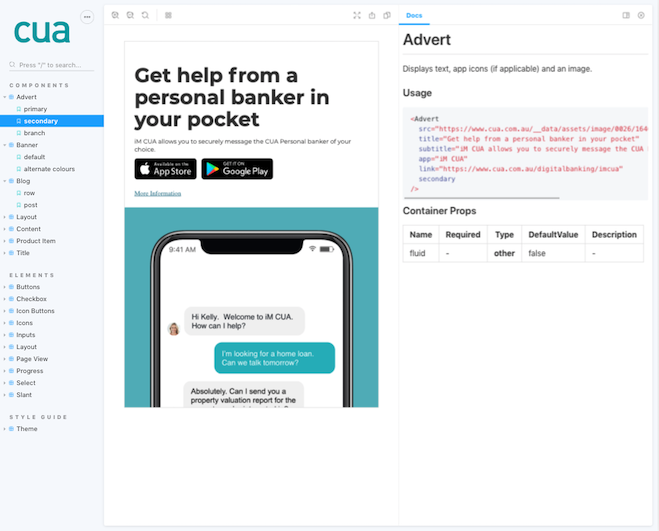 cua
Press "/" to search...
COMPONENTS
Advert
primary
secondary
branch
Banner
default
alternate colours
Blog
row
post
Layout
Content
Product Item
Title
ELEMENTS
Buttons
Checkbox
Icon Buttons
Icons
Inputs
Layout
Page View
Progress
Select
Slant
STYLE GUIDE
Theme
Get help from a
personal banker in
your pocket
iM CUA allows you to securely message the CUA Personal banker of your
choice.
Available on the
App Store
GET IT ON
Google Play
More Information
9:41 AM
Hi Kelly. Welcome to iM CUA.
How can I help?
I'm looking for a home loan.
Can we talk tomorrow?
Absolutely. Can I send you a
property valuation report for the
Docs
Advert
Displays text, app icons (if applicable) and an image.
Usage
<Advert
src="https://www.cua.com.au/__data/assets/image/0026/164
title="Get help from a personal banker in your pocket"
subtitle="iM CUA allows you to securely message the CUA
app="iM CUA"
link="https://www.cua.com.au/digitalbanking/imcua"
secondary
/>
Container Props
Name Required Type DefaultValue Description
fluid - other false -